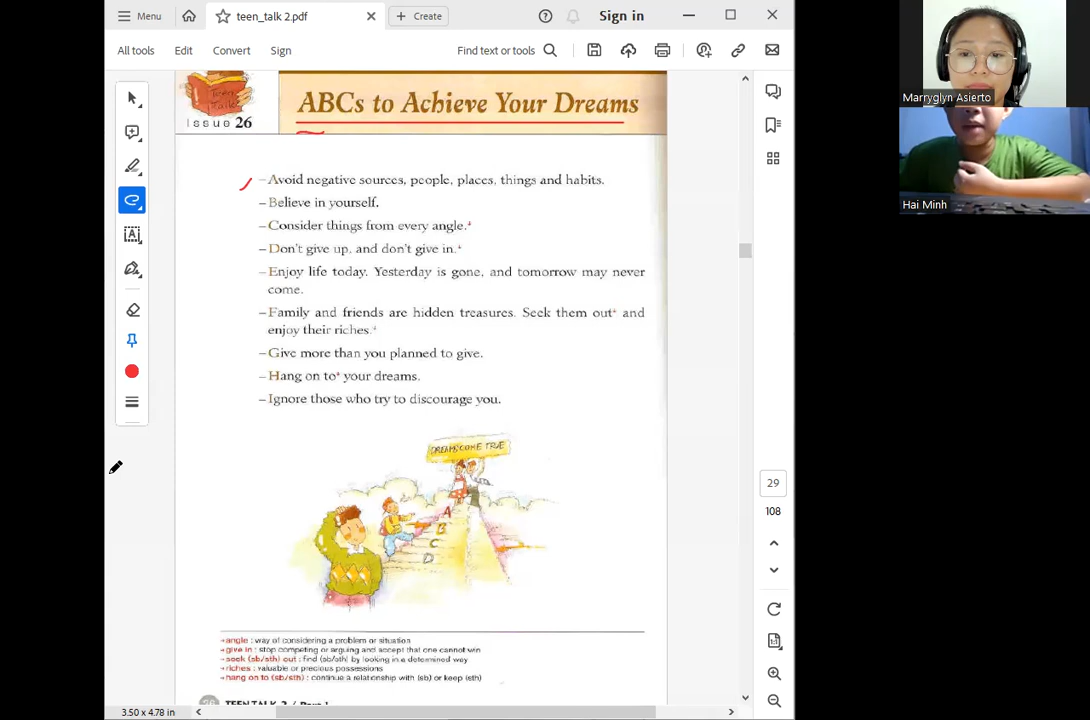 Menu
teen_talk 2.pdf
Create
Sign in
All tools
Edit
Convert
Sign
Find text or tools
Teen
Talk
Issue 26
ABCs to Achieve Your Dreams
– Avoid negative sources, people, places, things and habits.
– Believe in yourself.
– Consider things from every angle.*
– Don't give up, and don't give in.*
– Enjoy life today. Yesterday is gone, and tomorrow may never
come.
– Family and friends are hidden treasures. Seek them out* and
enjoy their riches.*
– Give more than you planned to give.
– Hang on to* your dreams.
– Ignore those who try to discourage you.
DREAMS COME TRUE
A
B
C
D
angle : way of considering a problem or situation
give in : stop competing or arguing and accept that one cannot win
seek (sb/sth) out : find (sb/sth) by looking in a determined way
riches : valuable or precious possessions
hang on to (sb/sth) : continue a relationship with (sb) or keep (sth)
TEEN TALK 2 / Part 1
3.50 x 4.78 in
29
108
Marryglyn Asierto
Hai Minh